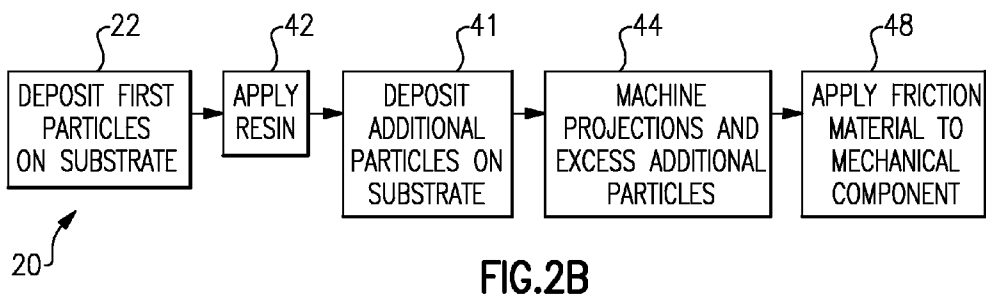 22
42
41
44
48
DEPOSIT FIRST
PARTICLES
ON SUBSTRATE
APPLY
RESIN
DEPOSIT
ADDITIONAL
PARTICLES ON
SUBSTRATE
MACHINE
PROJECTIONS AND
EXCESS ADDITIONAL
PARTICLES
APPLY FRICTION
MATERIAL TO
MECHANICAL
COMPONENT
20
FIG.2B